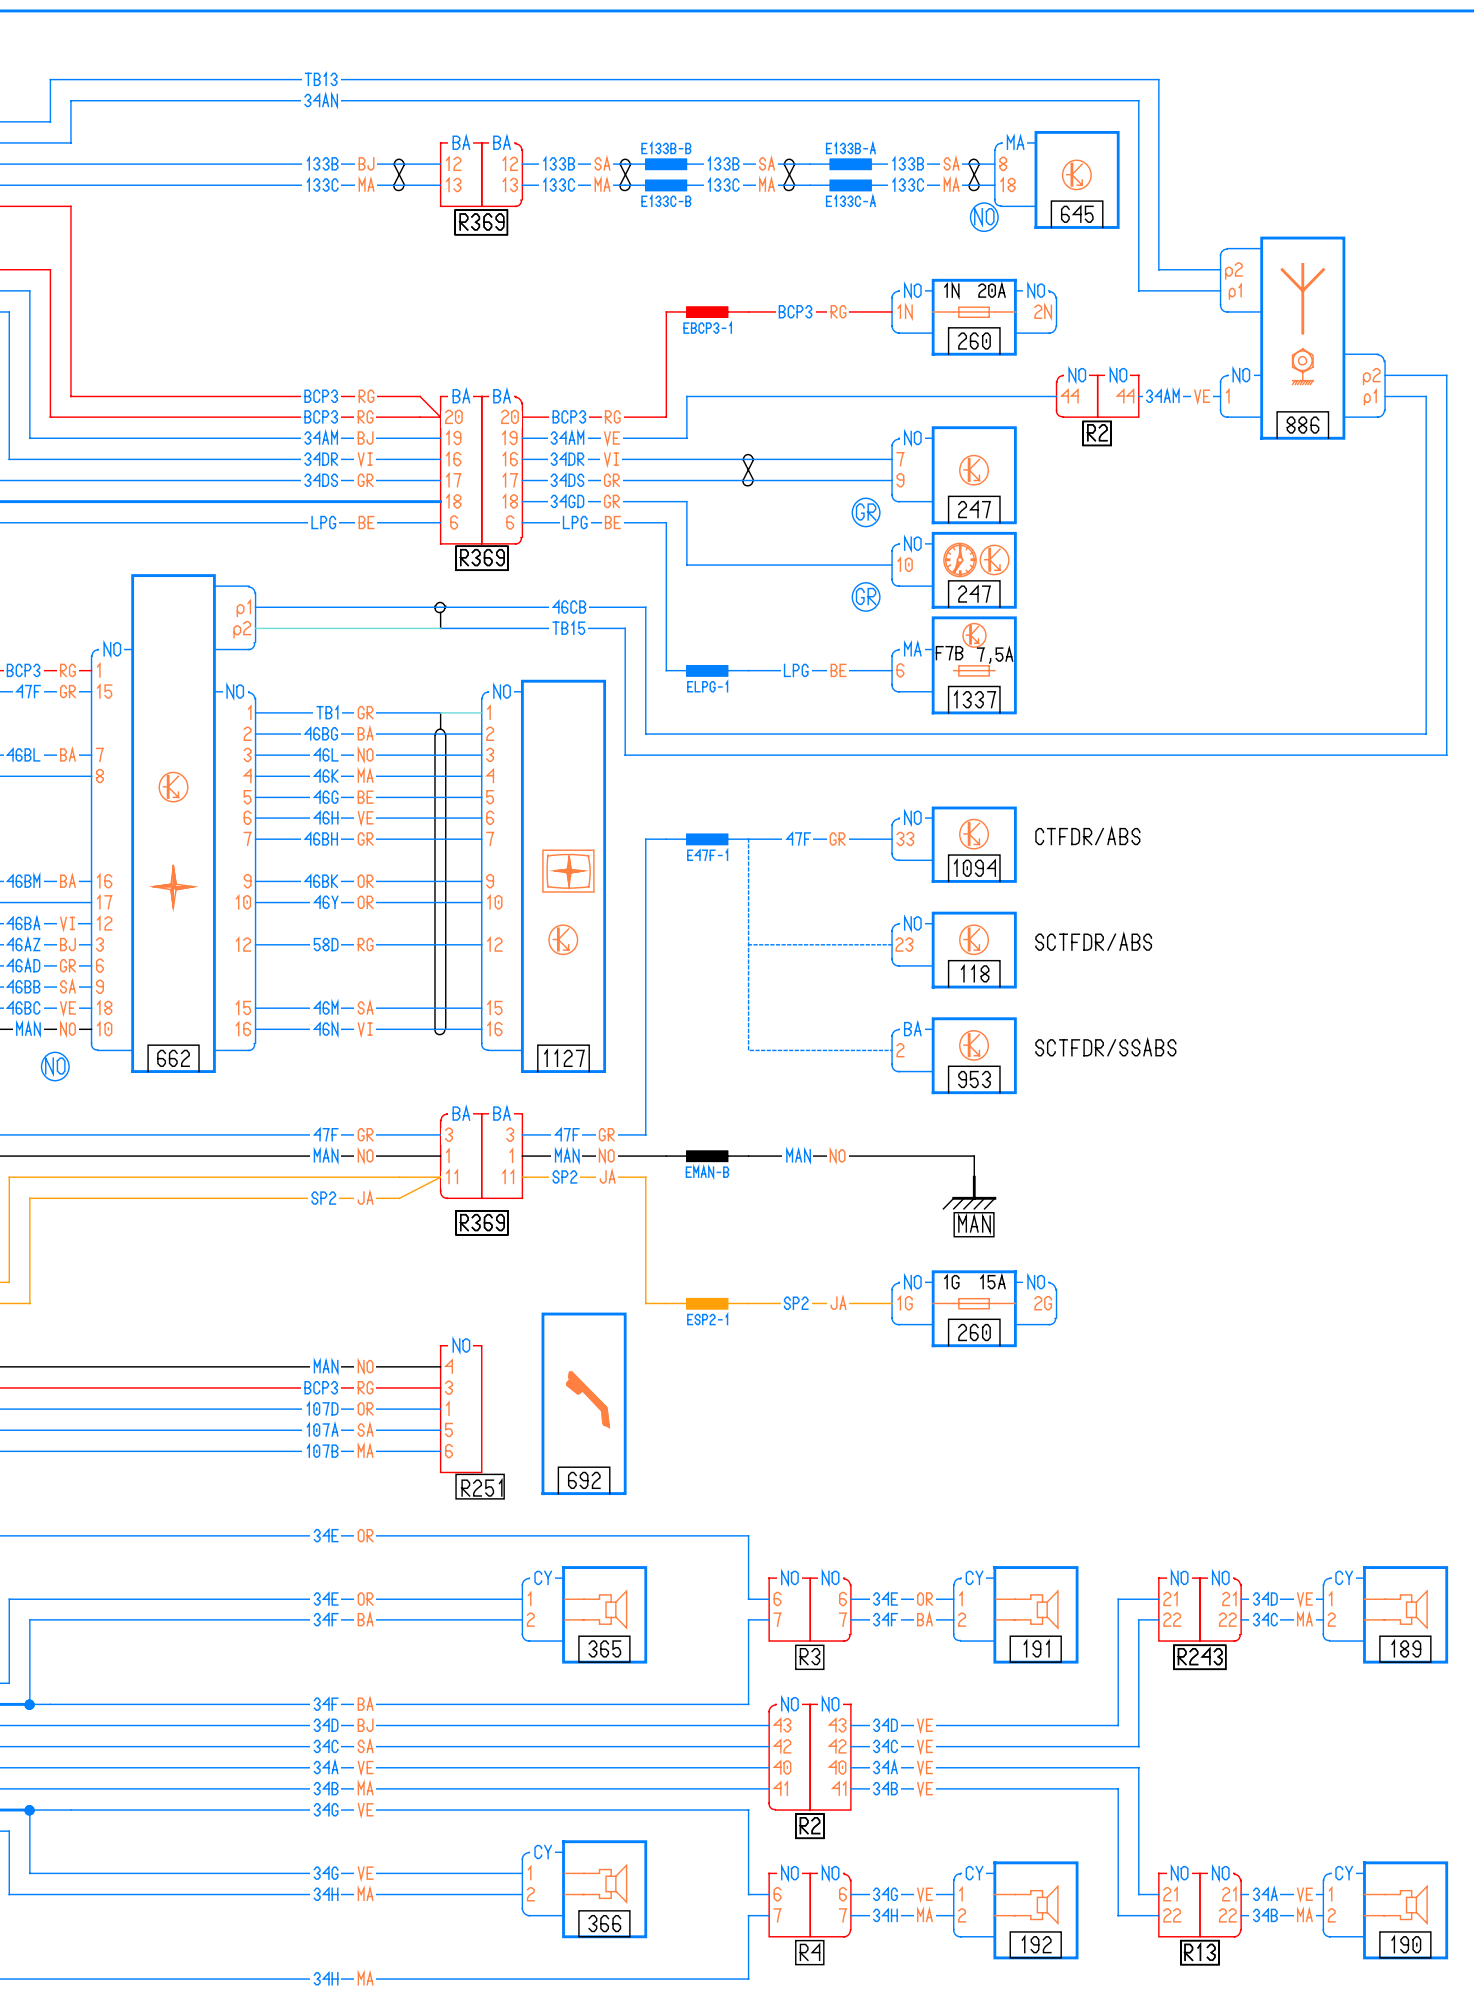 TB13
34AN
BA BA
133B BJ 12 12 133B SA E133B-B 133B SA E133B-A 133B SA 8 MA
133C MA 13 13 133C MA E133C-B 133C MA E133C-A 133C MA 18
R369
NO
645
p2
p1
NO 1N 20A NO
EBCP3-1 BCP3 RG 1N 2N
260
NO NO NO p2
44 44 34AM VE 1 p1
R2
886
BCP3 RG BA BA
BCP3 RG 20 20 BCP3 RG
34AM BJ 19 19 34AM VE
34DR VI 16 16 34DR VI NO 7
34DS GR 17 17 34DS GR 9
18 18 34GD GR
LPG BE 6 6 LPG BE
R369
GR
247
NO
10
GR
247
p1 46CB
p2 TB15
MA F7B 7,5A
ELPG-1 LPG BE 6
1337
NO
BCP3 RG 1
47F GR 15
46BL BA 7
8
46BM BA 16
17
46BA VI 12
46AZ BJ 3
46AD GR 6
46BB SA 9
46BC VE 18
MAN NO 10
NO
662
NO NO
1 TB1 GR 1
2 46BG BA 2
3 46L NO 3
4 46K MA 4
5 46G BE 5
6 46H VE 6
7 46BH GR 7
9 46BK OR 9
10 46Y OR 10
12 58D RG 12
15 46M SA 15
16 46N VI 16
1127
NO
E47F-1 47F GR 33
1094
CTFDR/ABS
NO
23
118
SCTFDR/ABS
BA
2
953
SCTFDR/SSABS
BA BA
47F GR 3 3 47F GR
MAN NO 1 1 MAN NO EMAN-B MAN NO
11 11 SP2 JA
SP2 JA
R369
MAN
NO 1G 15A NO
ESP2-1 SP2 JA 1G 2G
260
NO
MAN NO 4
BCP3 RG 3
107D OR 1
107A SA 5
107B MA 6
R251
692
34E OR
CY NO NO CY NO NO CY
34E OR 1 6 6 34E OR 1 21 21 34D VE 1
34F BA 2 7 7 34F BA 2 22 22 34C MA 2
365 R3 191 R243 189
34F BA NO NO
34D BJ 43 43 34D VE
34C SA 42 42 34C VE
34A VE 40 40 34A VE
34B MA 41 41 34B VE
34G VE
R2
CY NO NO CY NO NO CY
34G VE 1 6 6 34G VE 1 21 21 34A VE 1
34H MA 2 7 7 34H MA 2 22 22 34B MA 2
366 R4 192 R13 190
34H MA